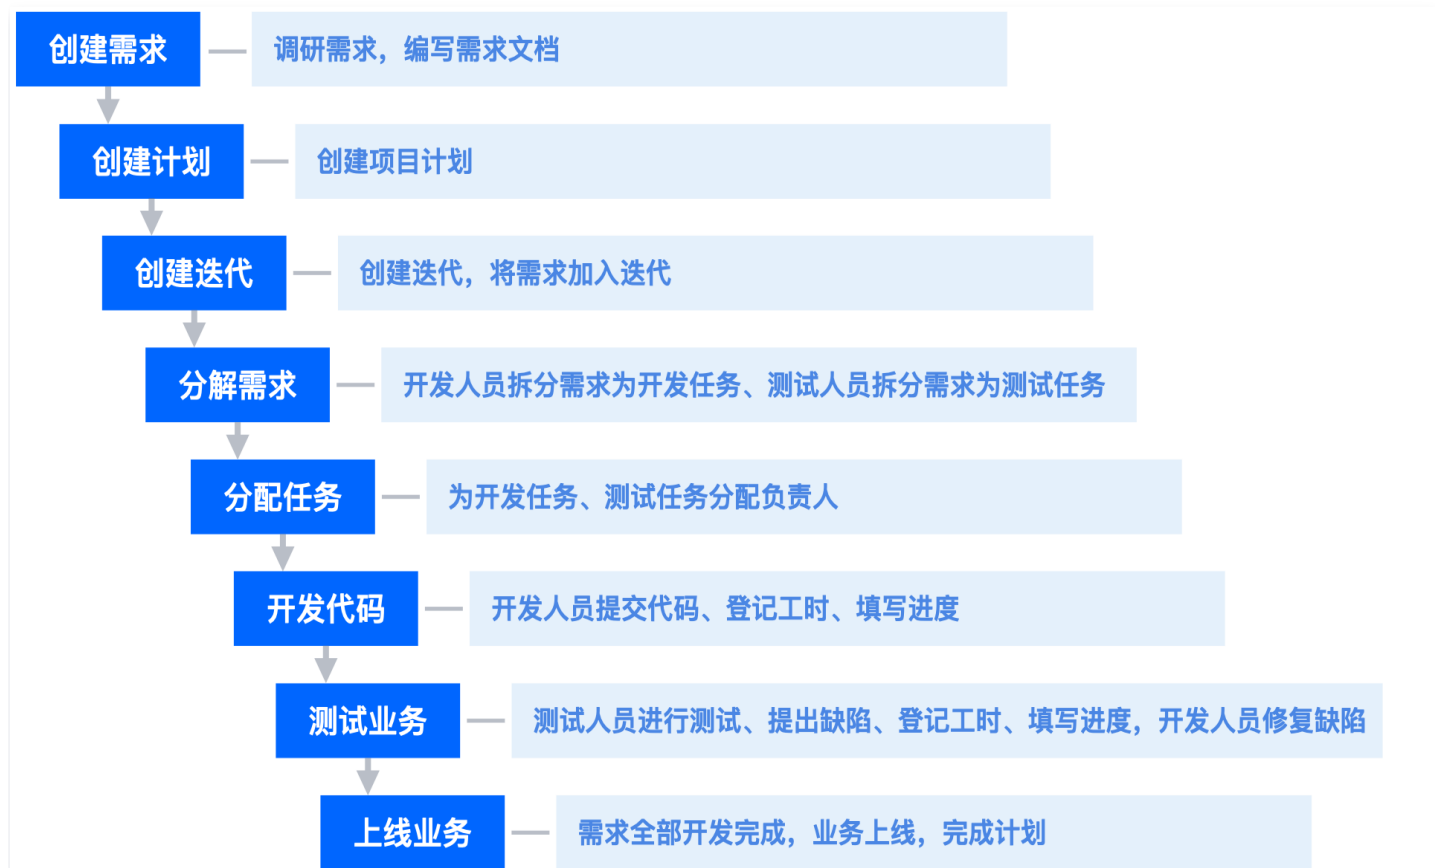 创建需求
调研需求，编写需求文档
创建计划
创建项目计划
创建迭代
创建迭代，将需求加入迭代
分解需求
开发人员拆分需求为开发任务、测试人员拆分需求为测试任务
分配任务
为开发任务、测试任务分配负责人
开发代码
开发人员提交代码、登记工时、填写进度
测试业务
测试人员进行测试、提出缺陷、登记工时、填写进度，开发人员修复缺陷
上线业务
需求全部开发完成，业务上线，完成计划